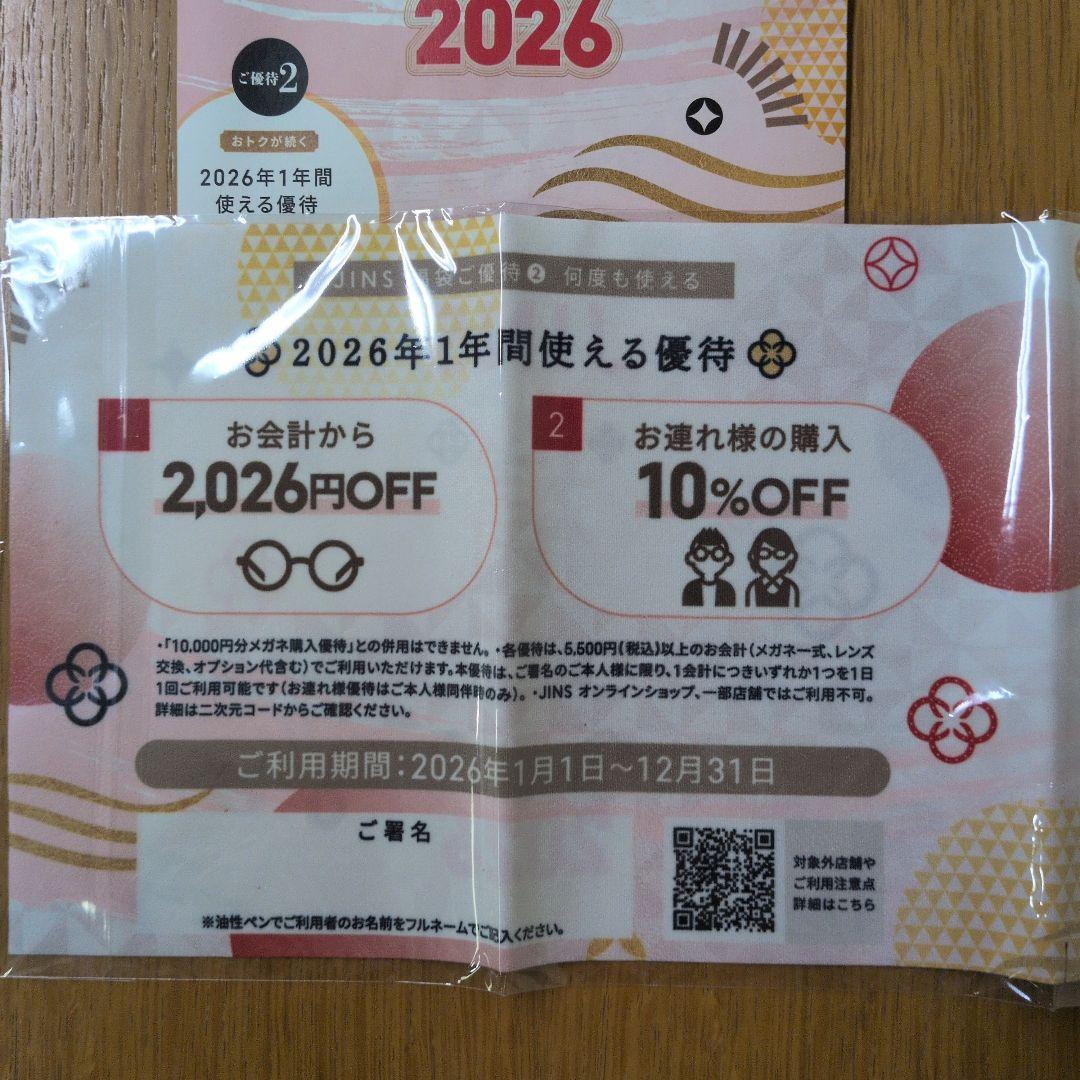 2026
ご優待2
おトクが続く
2026年1年間
使える優待
JINS 福袋ご優待❷ 何度も使える
2026年1年間使える優待
1
お会計から
2,026円OFF
2
お連れ様の購入
10%OFF
・「10,000円分メガネ購入優待」との併用はできません。・各優待は、5,500円(税込)以上のお会計(メガネ一式、レンズ
交換、オプション代含む)でご利用いただけます。本優待は、ご署名のご本人様に限り、1会計につきいずれか1つを1日
1回ご利用可能です(お連れ様優待はご本人様同伴時のみ)。・JINS オンラインショップ、一部店舗ではご利用不可。
詳細は二次元コードからご確認ください。
ご利用期間：2026年1月1日〜12月31日
ご署名
※油性ペンでご利用者のお名前をフルネームでご記入ください。
対象外店舗や
ご利用注意点
詳細はこちら